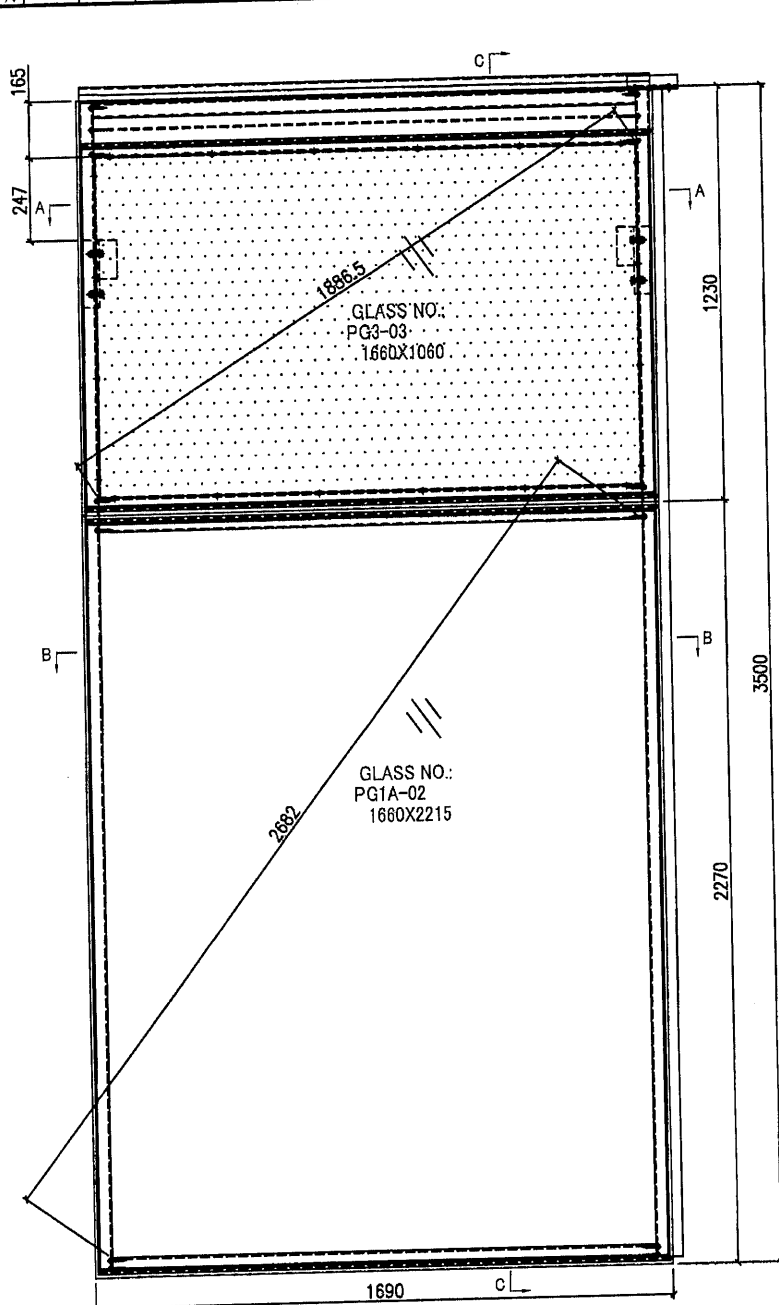 C
165
247
A
A
1886.5
GLASS NO.:
PG3-03
1660X1060
1230
B
B
3500
GLASS NO.:
PG1A-02
1660X2215
2682
2270
C
1690